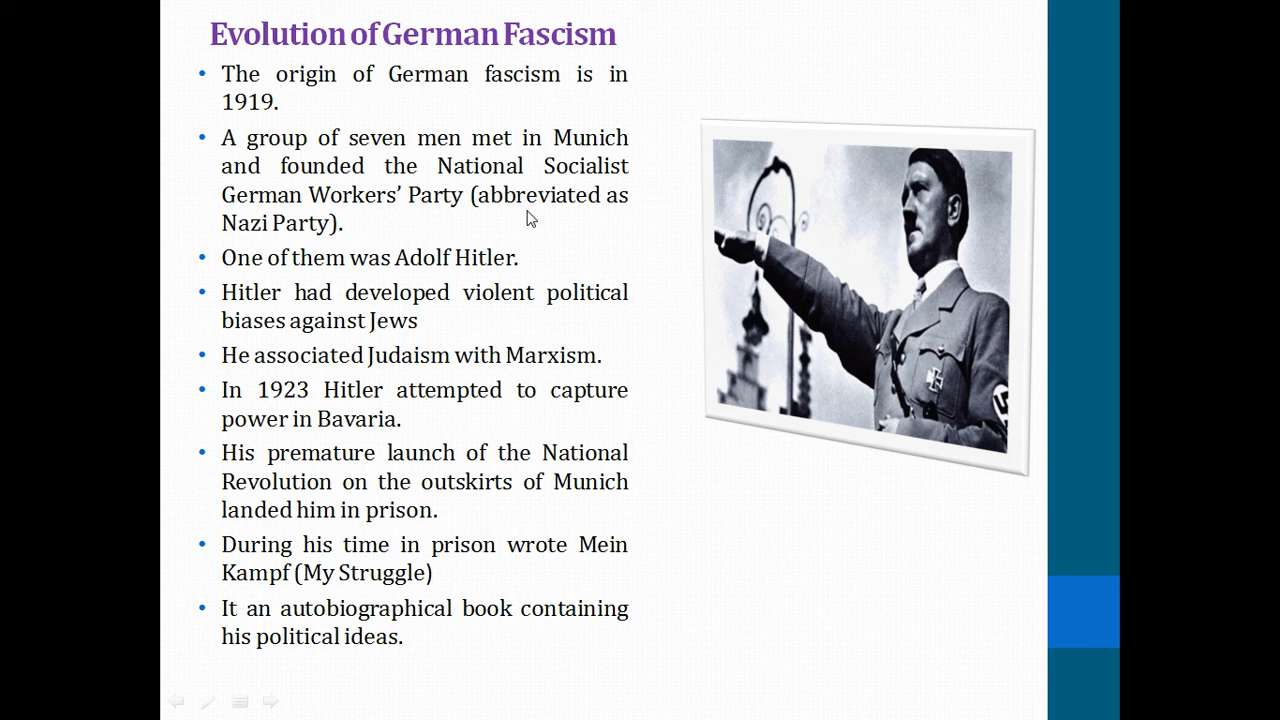 Evolution of German Fascism
• The origin of German fascism is in
1919.
• A group of seven men met in Munich
and founded the National Socialist
German Workers’ Party (abbreviated as
Nazi Party).
• One of them was Adolf Hitler.
• Hitler had developed violent political
biases against Jews
• He associated Judaism with Marxism.
• In 1923 Hitler attempted to capture
power in Bavaria.
• His premature launch of the National
Revolution on the outskirts of Munich
landed him in prison.
• During his time in prison wrote Mein
Kampf (My Struggle)
• It an autobiographical book containing
his political ideas.